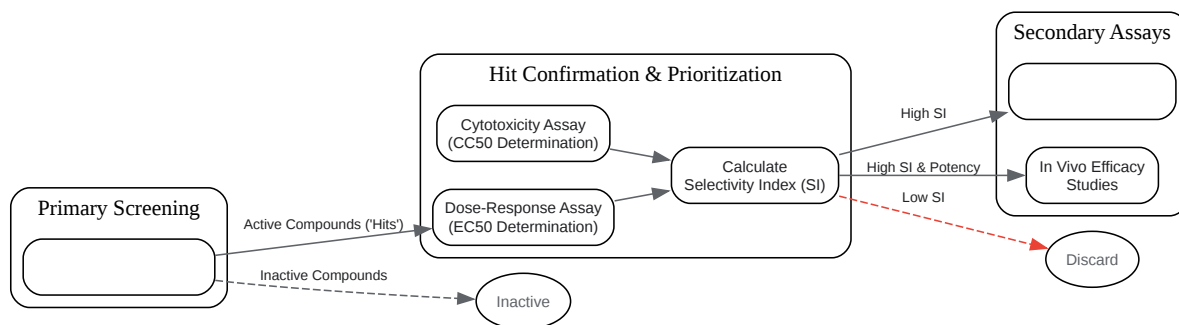 Primary Screening
Active Compounds ('Hits')
Inactive Compounds
Inactive
Hit Confirmation & Prioritization
Cytotoxicity Assay
(CC50 Determination)
Dose-Response Assay
(EC50 Determination)
Calculate
Selectivity Index (SI)
High SI
High SI & Potency
Low SI
Secondary Assays
In Vivo Efficacy
Studies
Discard